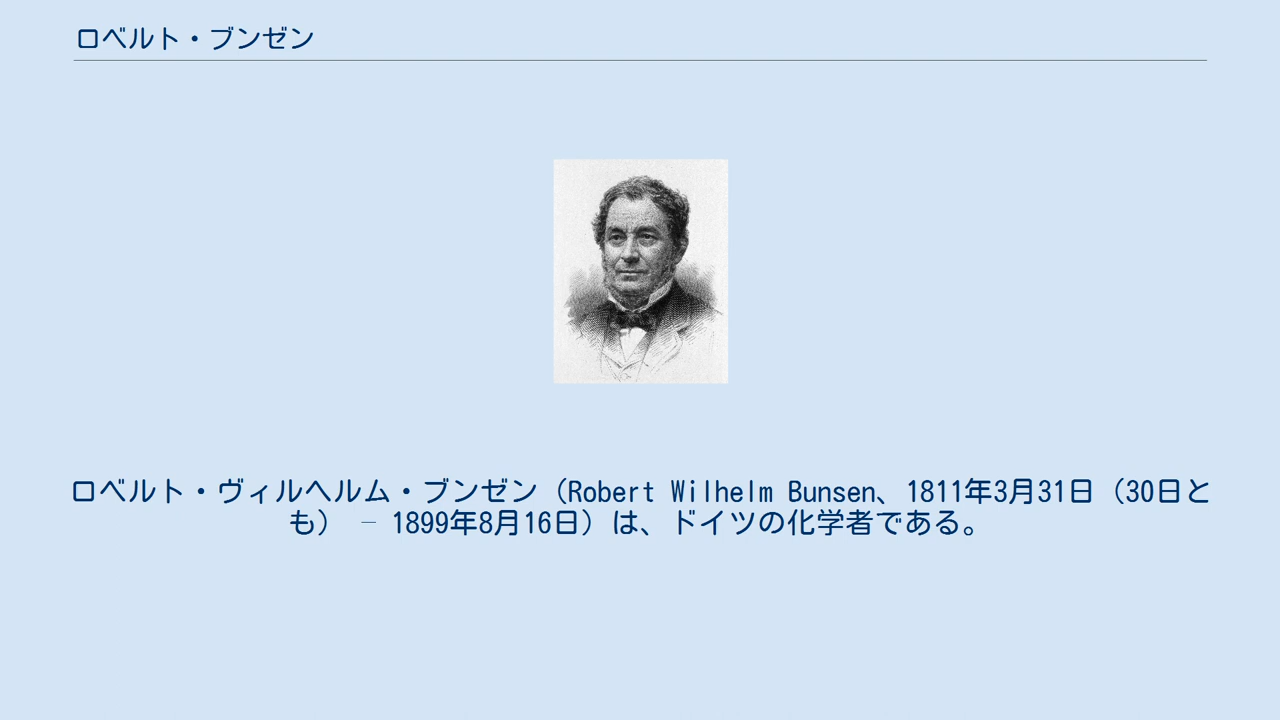 ロベルト・ブンゼン
ロベルト・ヴィルヘルム・ブンゼン（Robert Wilhelm Bunsen、1811年3月31日（30日と
も） – 1899年8月16日）は、ドイツの化学者である。